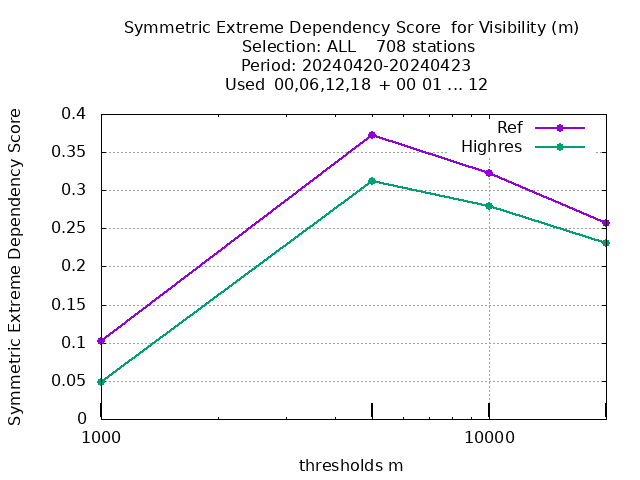 Symmetric Extreme Dependency Score  for Visibility (m)
Selection: ALL    708 stations
Period: 20240420-20240423
Used  00,06,12,18 + 00 01 ... 12
Symmetric Extreme Dependency Score
0.4
0.35
0.3
0.25
0.2
0.15
0.1
0.05
0
Ref
Highres
1000
10000
thresholds m